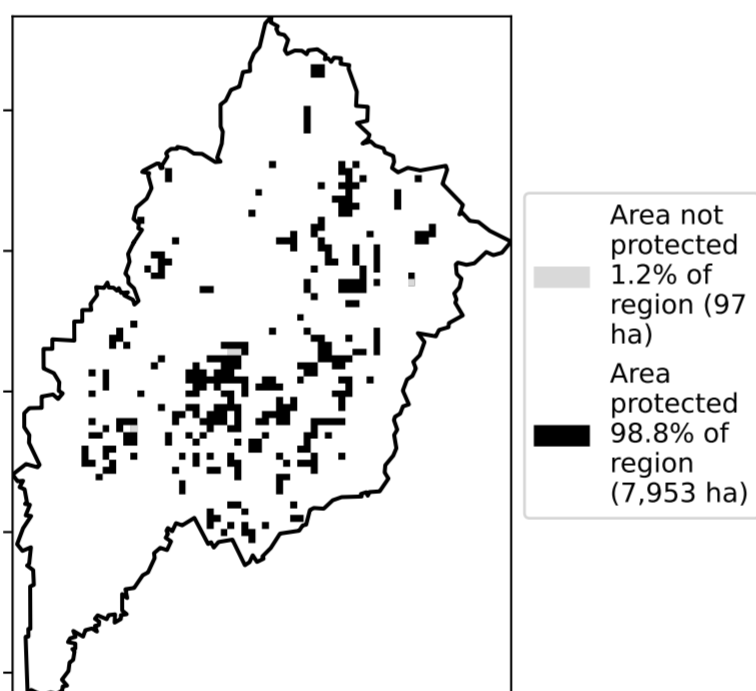 Area not
protected
1.2% of
region (97
ha)
Area
protected
98.8% of
region
(7,953 ha)